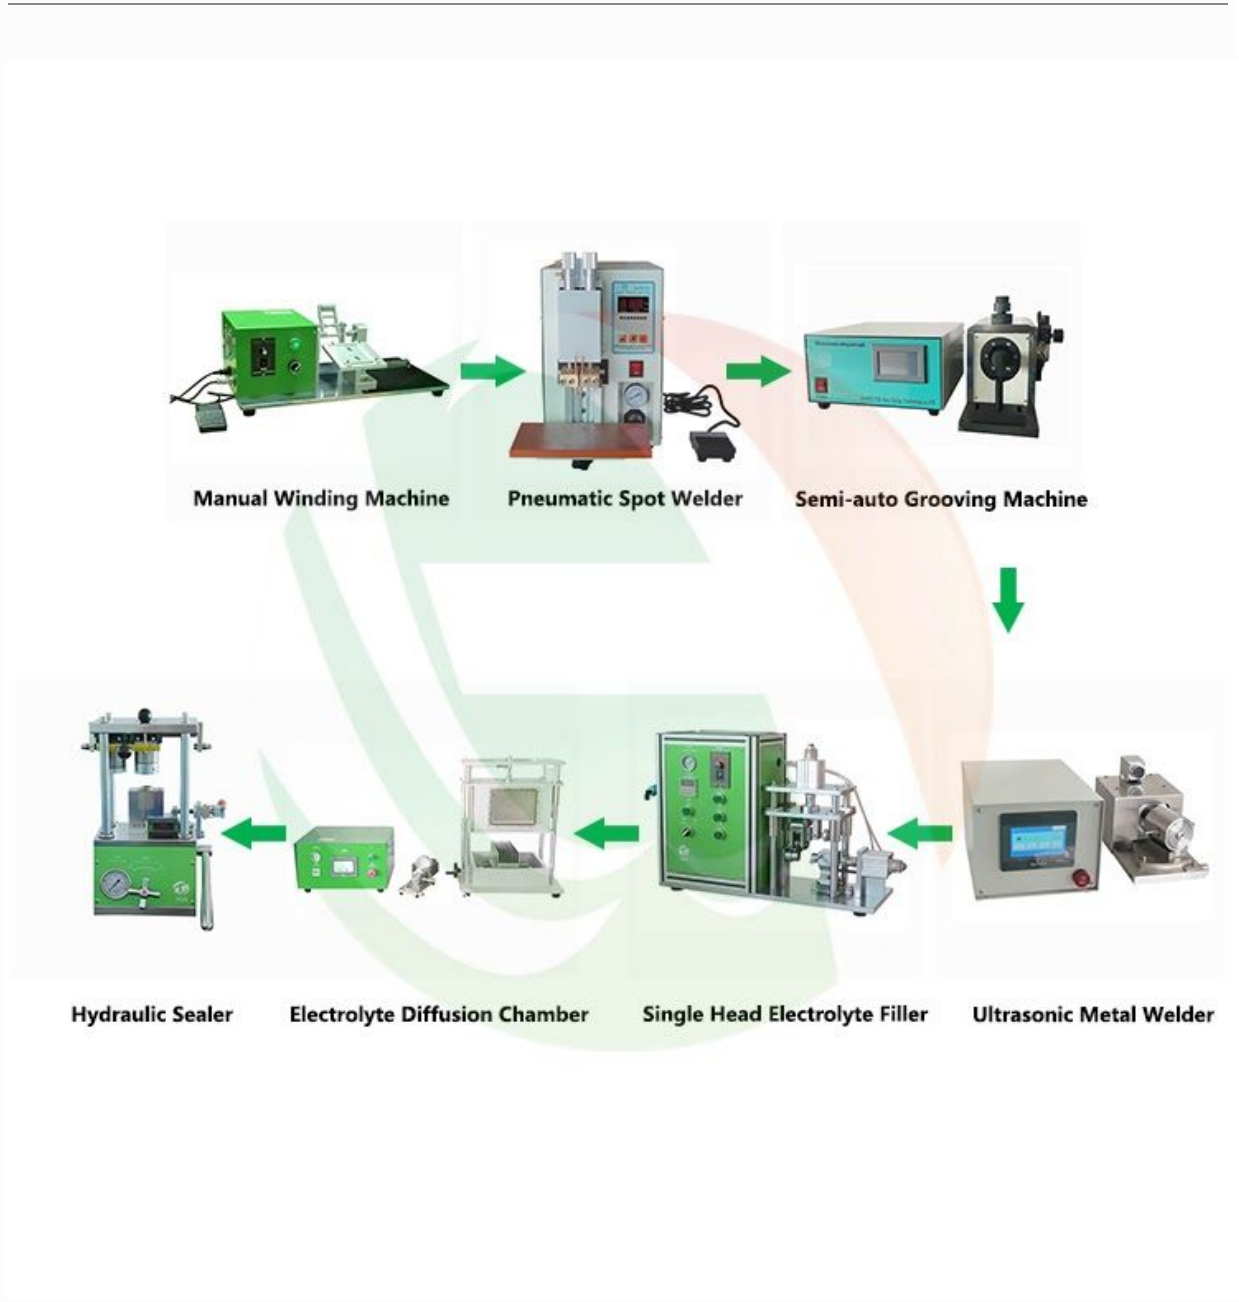 Manual Winding Machine
Pneumatic Spot Welder
Semi-auto Grooving Machine
Hydraulic Sealer
Electrolyte Diffusion Chamber
Single Head Electrolyte Filler
Ultrasonic Metal Welder